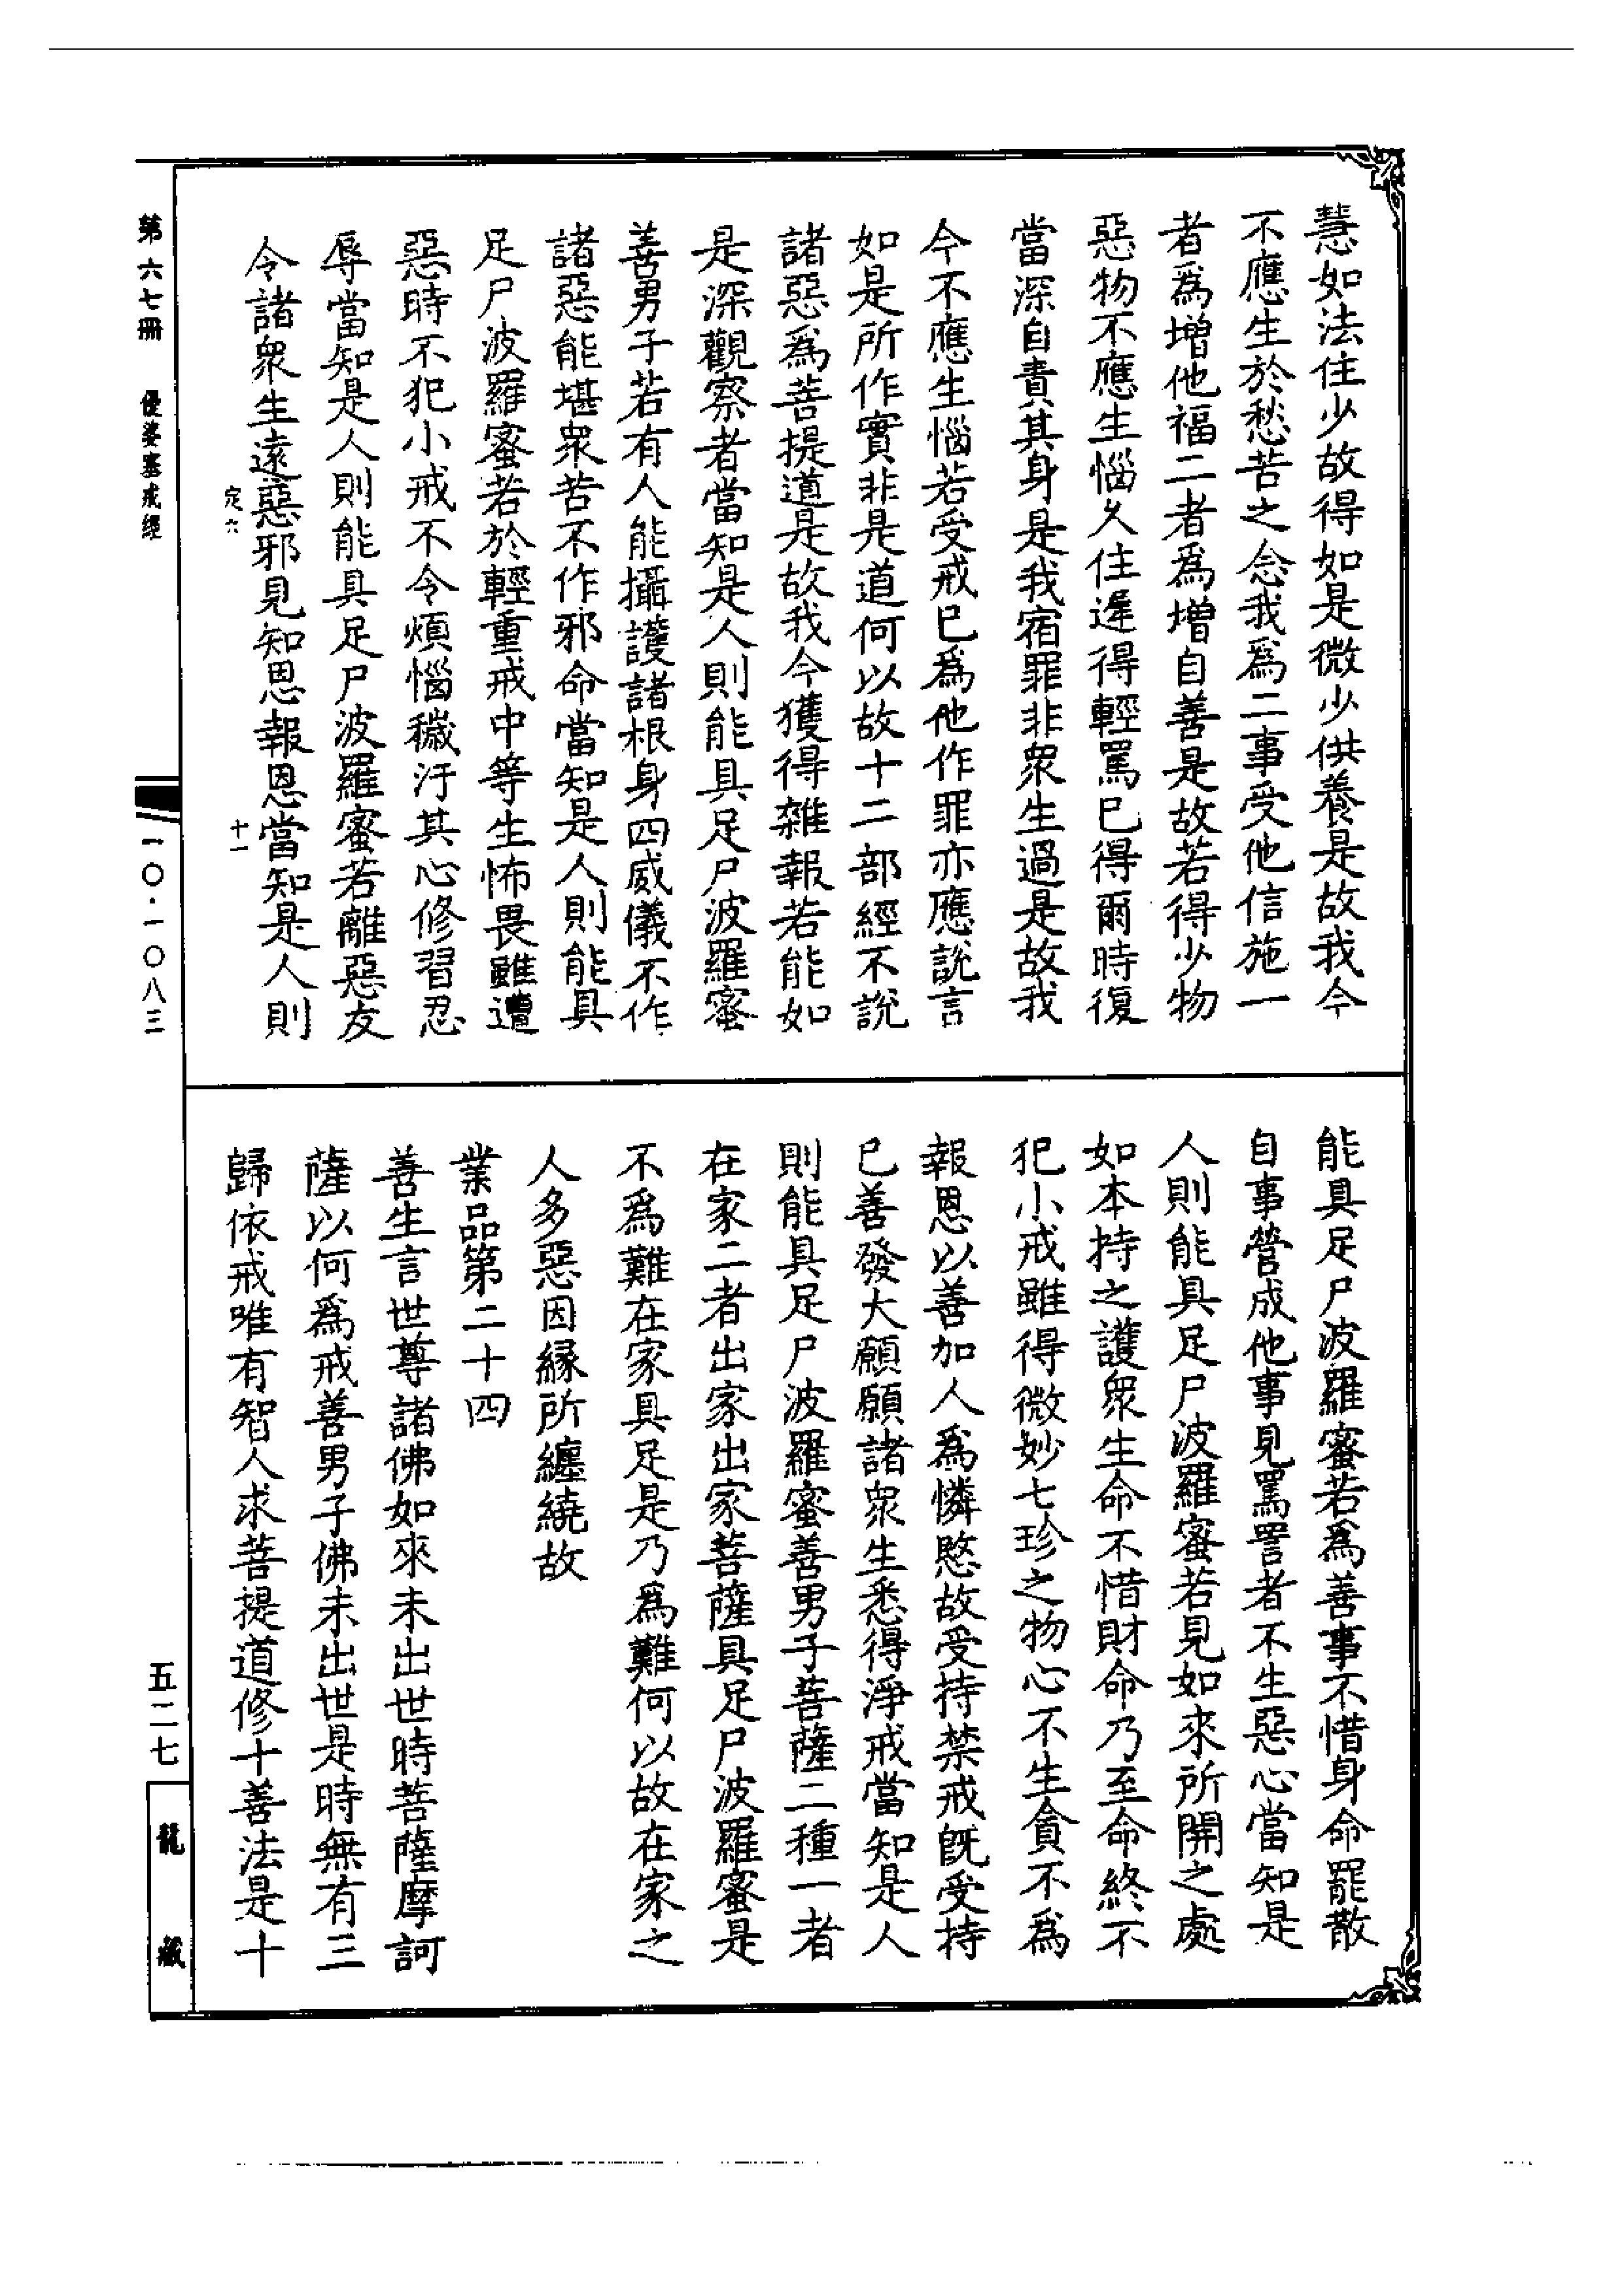 慧如法住少故得如是微少供養是故我今
不應生於愁苦之念我爲二事受他信施一
者爲增他福二者爲增自善是故若得少物
惡物不應生惱久住遲得輕罵已得爾時復
當深自責其身是我宿罪非衆生過是故我
今不應生惱若受戒已爲他作罪亦應說言
如是所作實非是道何以故十二部經不說
諸惡爲菩提道是故我今獲得雜報若能如
是深觀察者當知是人則能具足尸波羅蜜
善男子若有人能攝護諸根身四威儀不作
諸惡能堪衆苦不作邪命當知是人則能具
足尸波羅蜜若於輕重戒中等生怖畏雖遭
惡時不犯小戒不令煩惱穢汙其心修習忍
辱當知是人則能具足尸波羅蜜若離惡友
令諸衆生遠惡邪見知恩報恩當知是人則
能具足尸波羅蜜若爲善事不惜身命罷散
自事營成他事見罵詈者不生惡心當知是
人則能具足尸波羅蜜若見如來所開之處
如本持之護衆生命不惜財命乃至命終不
犯小戒雖得微妙七珍之物心不生貪不爲
報恩以善加人爲憐愍故受持禁戒既受持
已善發大願願諸衆生悉得淨戒當知是人
則能具足尸波羅蜜善男子菩薩二種一者
在家二者出家出家菩薩具足尸波羅蜜是
不爲難在家具足是乃爲難何以故在家之
人多惡因緣所纏繞故
業品第二十四
善生言世尊諸佛如來未出世時菩薩摩訶
薩以何爲戒善男子佛未出世是時無有三
歸依戒唯有智人求菩提道修十善法是十
定六
十一
第六七冊
優婆塞戒經
一〇·一〇八三
五二七
龍藏